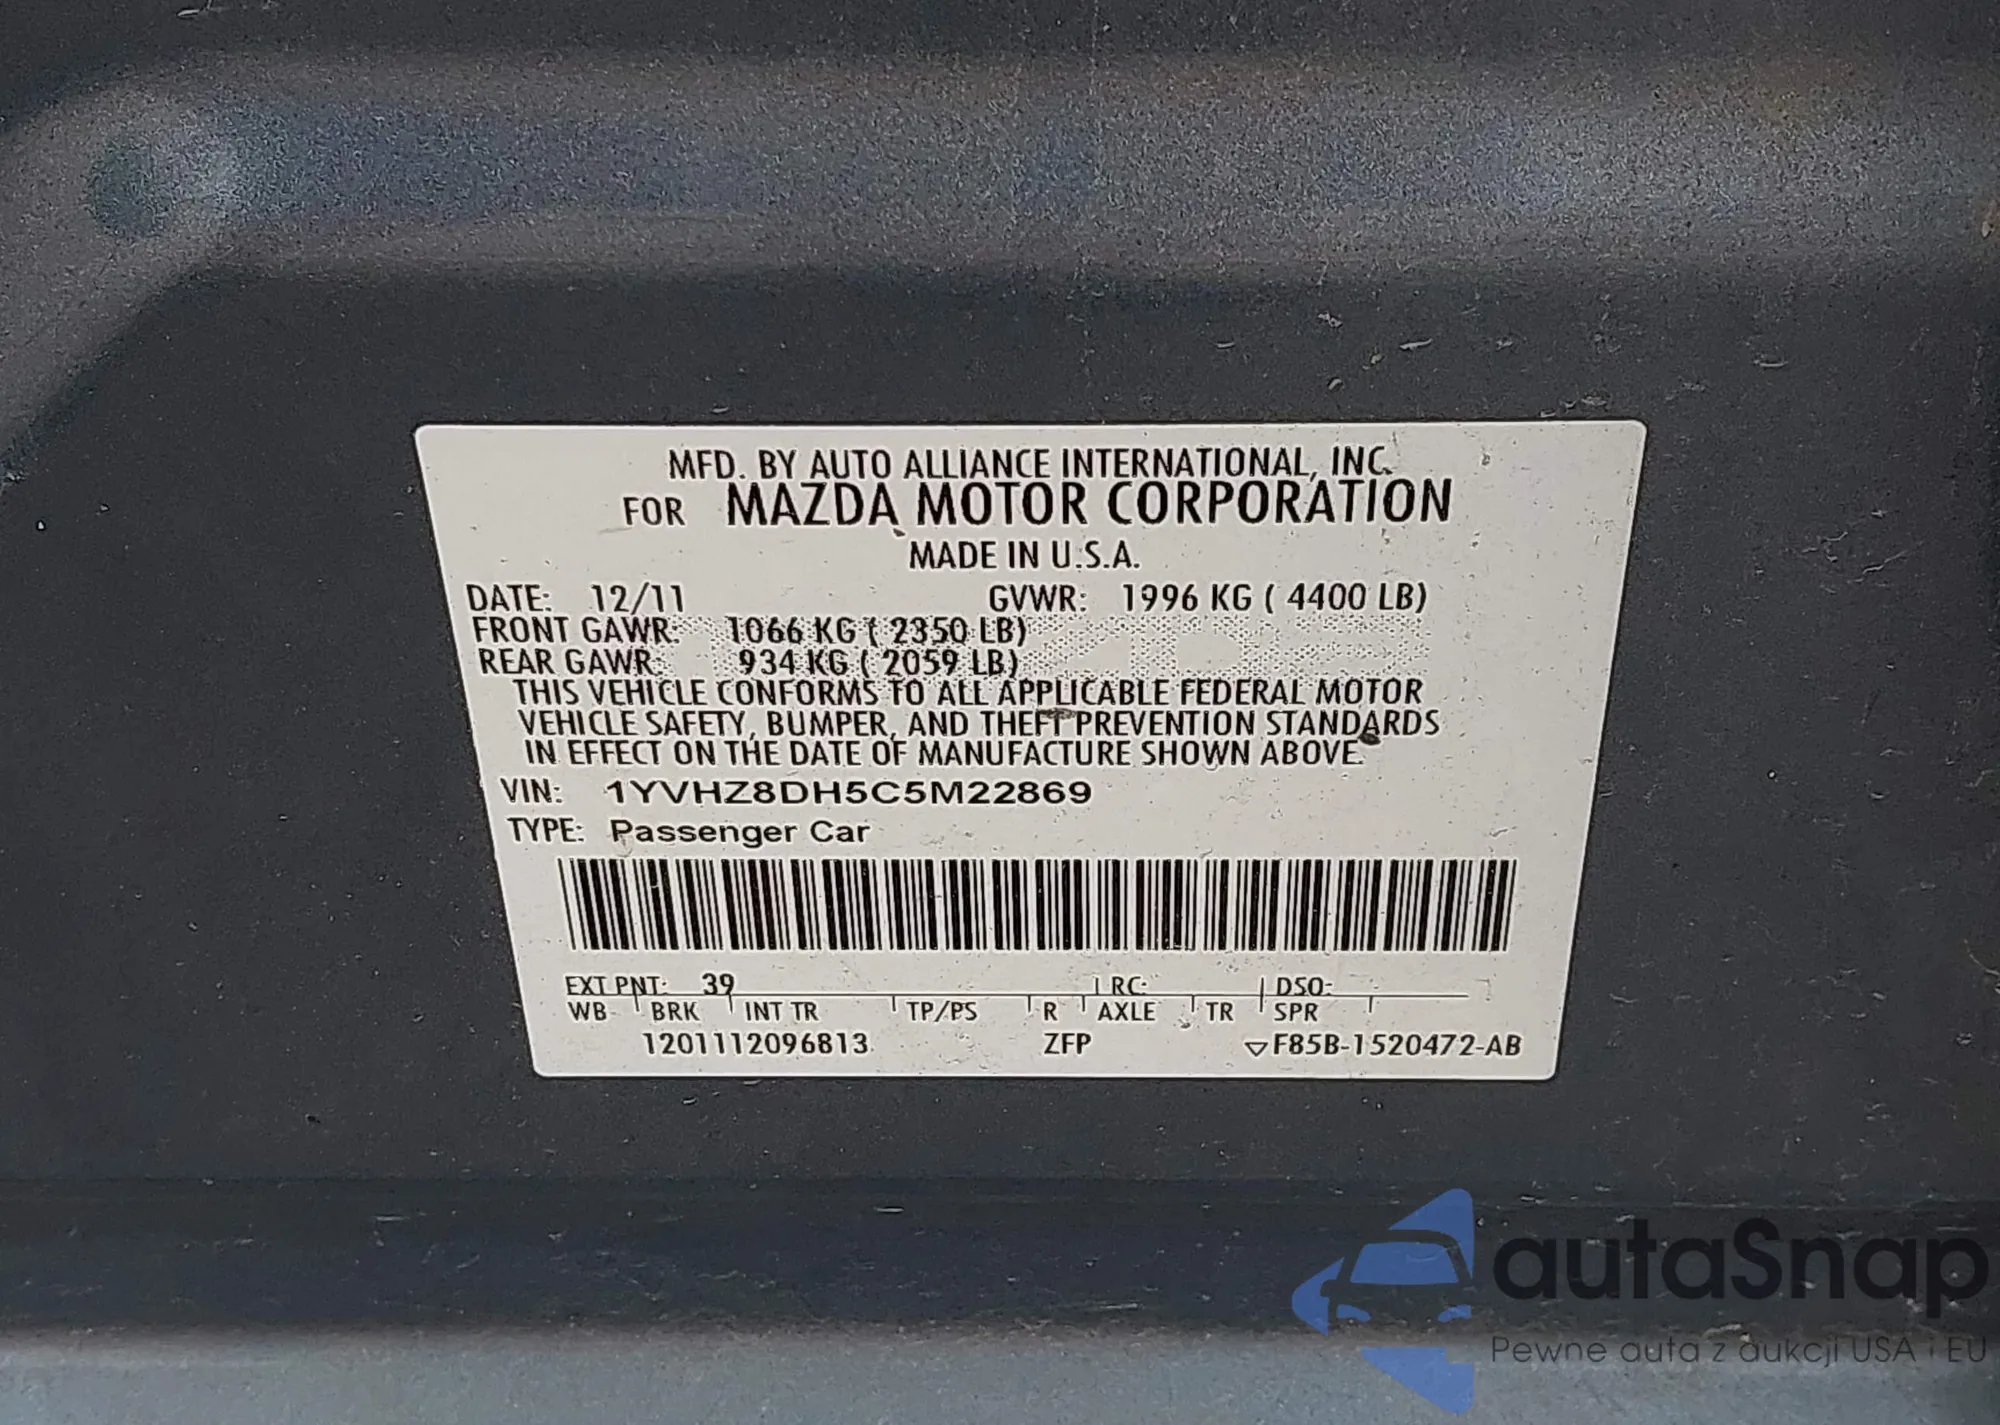 MFD. BY AUTO ALLIANCE INTERNATIONAL, INC.
FOR MAZDA MOTOR CORPORATION
MADE IN U.S.A.
DATE: 12/11 GVWR: 1996 KG ( 4400 LB)
FRONT GAWR: 1066 KG ( 2350 LB)
REAR GAWR: 934 KG ( 2059 LB)
THIS VEHICLE CONFORMS TO ALL APPLICABLE FEDERAL MOTOR
VEHICLE SAFETY, BUMPER, AND THEFT PREVENTION STANDARDS
IN EFFECT ON THE DATE OF MANUFACTURE SHOWN ABOVE.
VIN: 1YVHZ8DH5C5M22869
TYPE: Passenger Car
EXT PNT: 39 RC: DSO:
WB BRK INT TR TP/PS R AXLE TR SPR
1201112096813 ZFP ▽F85B-1520472-AB
autaSnap
Pewne auta z aukcji USA i EU